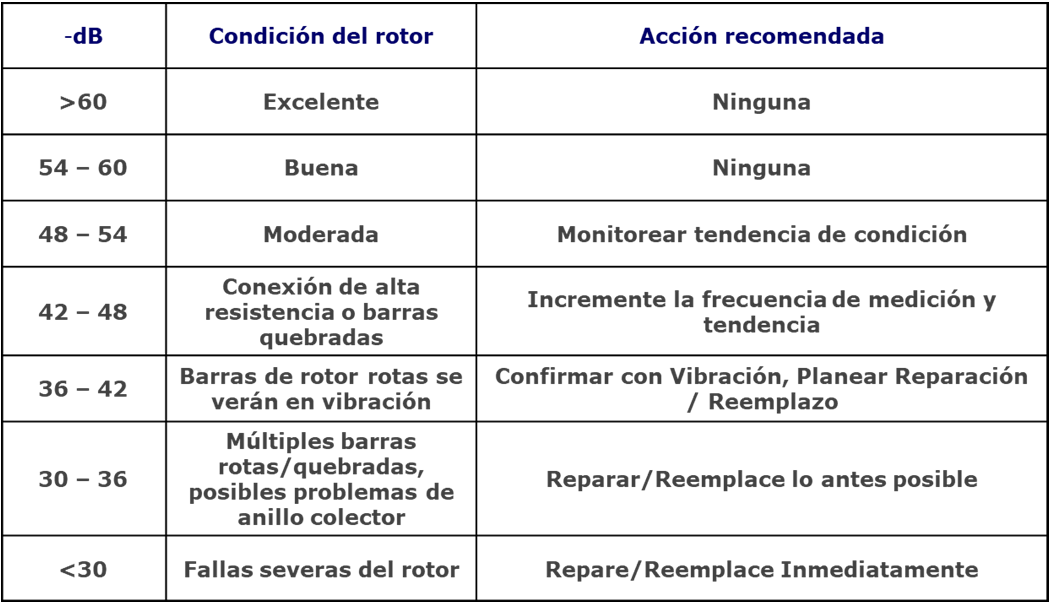 -dB Condición del rotor Acción recomendada
>60 Excelente Ninguna
54 – 60 Buena Ninguna
48 – 54 Moderada Monitorear tendencia de condición
42 – 48
Conexión de alta
resistencia o barras
quebradas
Incremente la frecuencia de medición y
tendencia
36 – 42
Barras de rotor rotas se
verán en vibración
Confirmar con Vibración, Planear Reparación
/ Reemplazo
30 – 36
Múltiples barras
rotas/quebradas,
posibles problemas de
anillo colector
Reparar/Reemplace lo antes posible
<30 Fallas severas del rotor Repare/Reemplace Inmediatamente